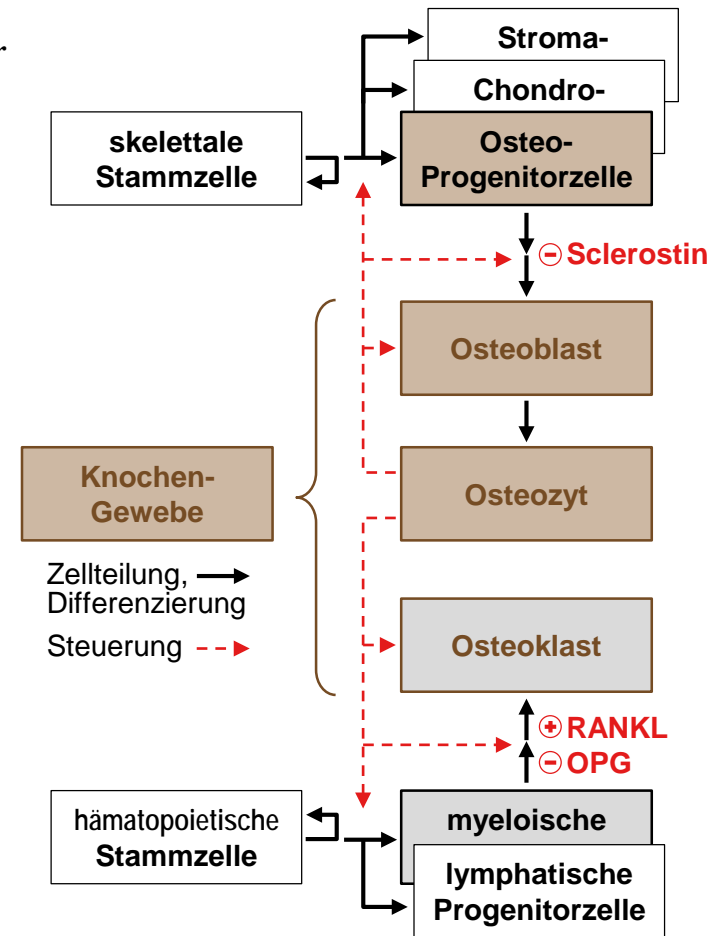 r
Stroma-
Chondro-
skelettale
Stammzelle
Osteo-
Progenitorzelle
⊖ Sclerostin
Osteoblast
Knochen-
Gewebe
Osteozyt
Zellteilung,
Differenzierung
Steuerung
Osteoklast
⊕ RANKL
⊖ OPG
hämatopoietische
Stammzelle
myeloische
lymphatische
Progenitorzelle